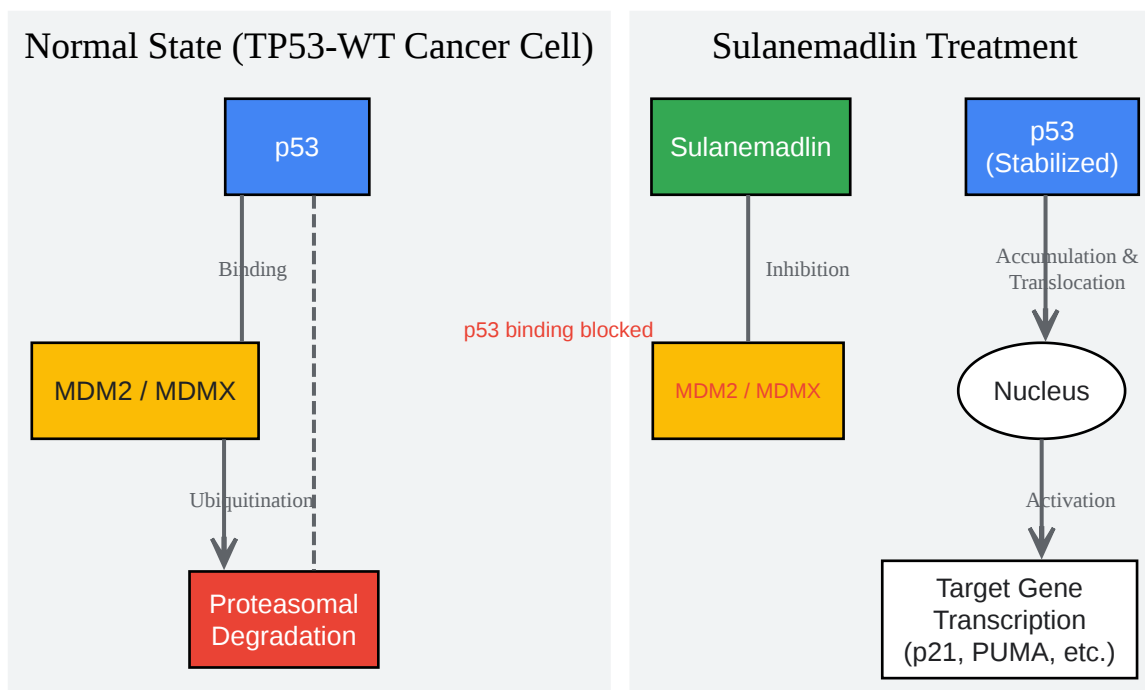 Normal State (TP53-WT Cancer Cell)
p53
Binding
MDM2 / MDMX
Ubiquitination
Proteasomal
Degradation
p53 binding blocked
Sulanemadlin Treatment
Sulanemadlin
Inhibition
MDM2 / MDMX
p53
(Stabilized)
Accumulation &
Translocation
Nucleus
Activation
Target Gene
Transcription
(p21, PUMA, etc.)